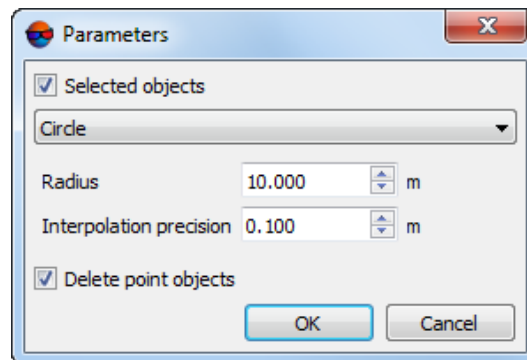 Parameters
Selected objects
Circle
Radius 10.000 m
Interpolation precision 0.100 m
Delete point objects
OK Cancel